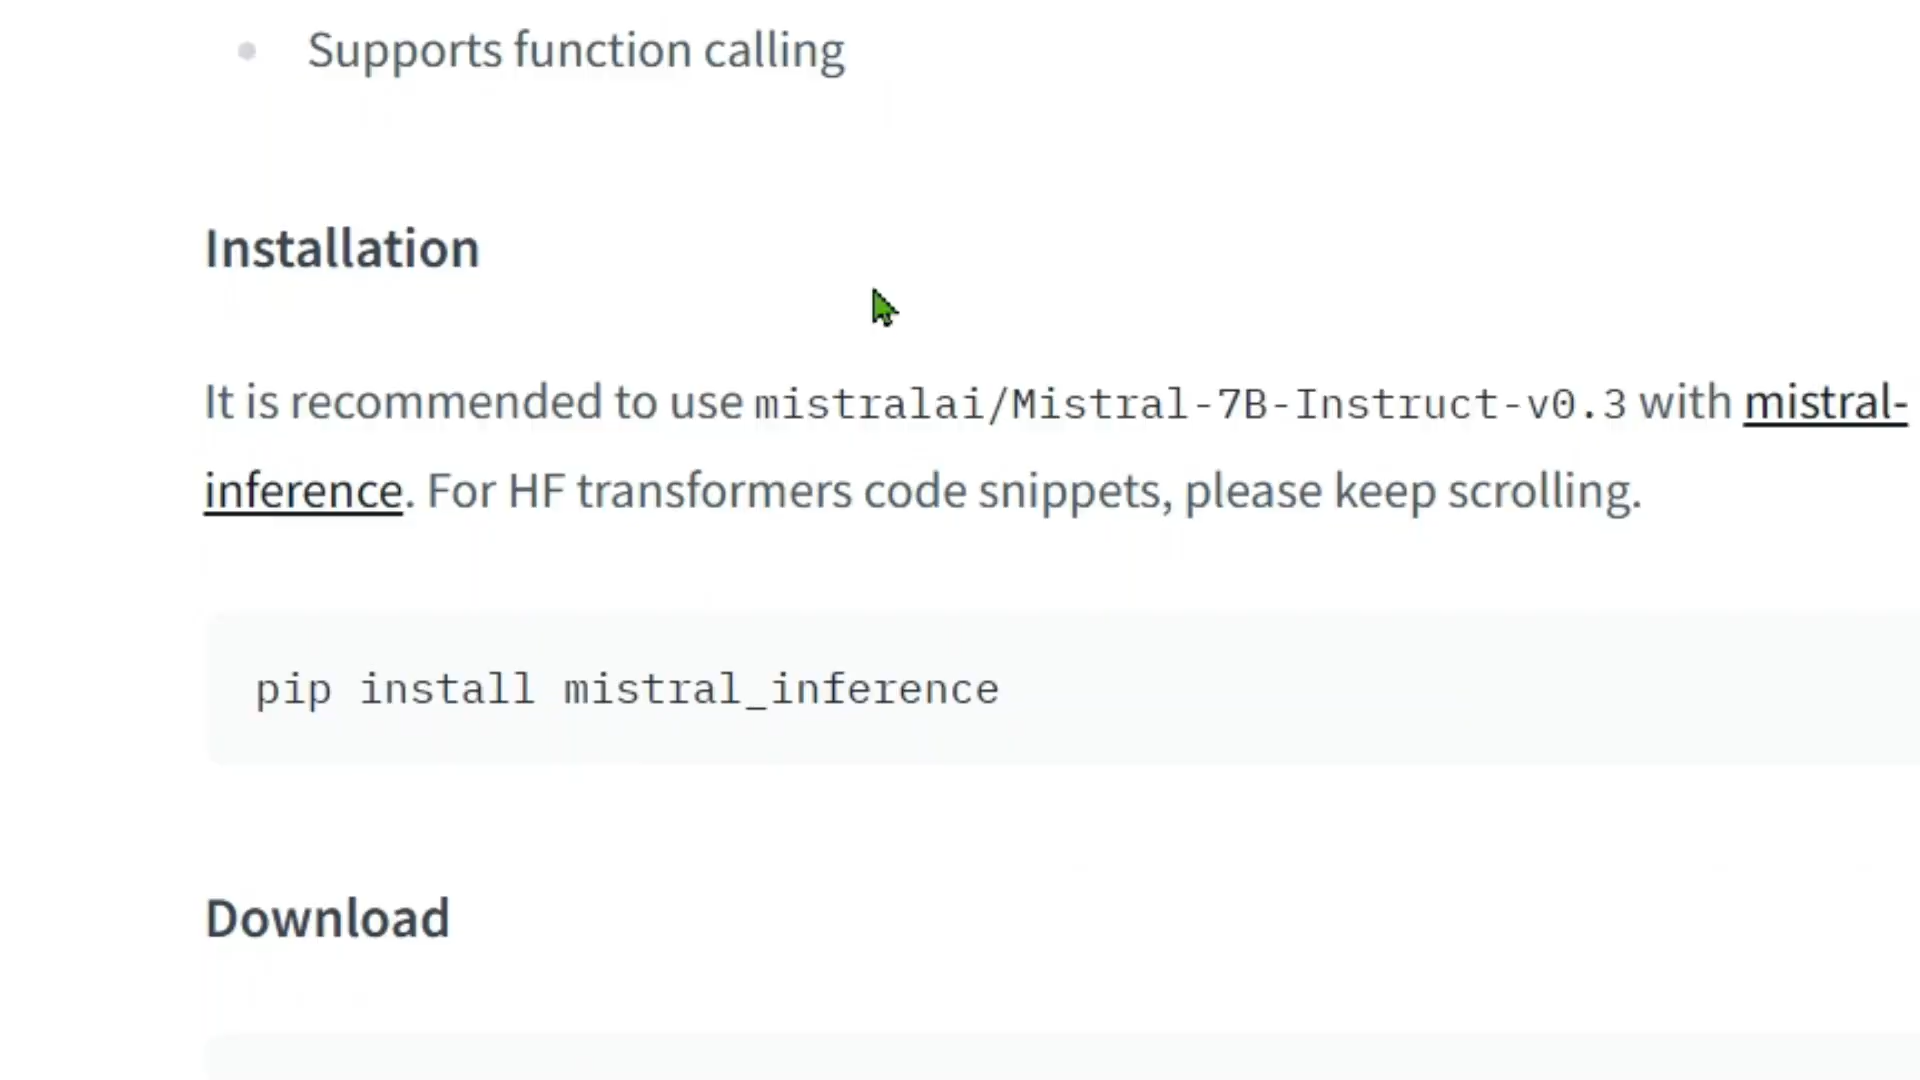 Supports function calling
Installation
It is recommended to use mistralai/Mistral-7B-Instruct-v0.3 with mistral-
inference. For HF transformers code snippets, please keep scrolling.
pip install mistral_inference
Download